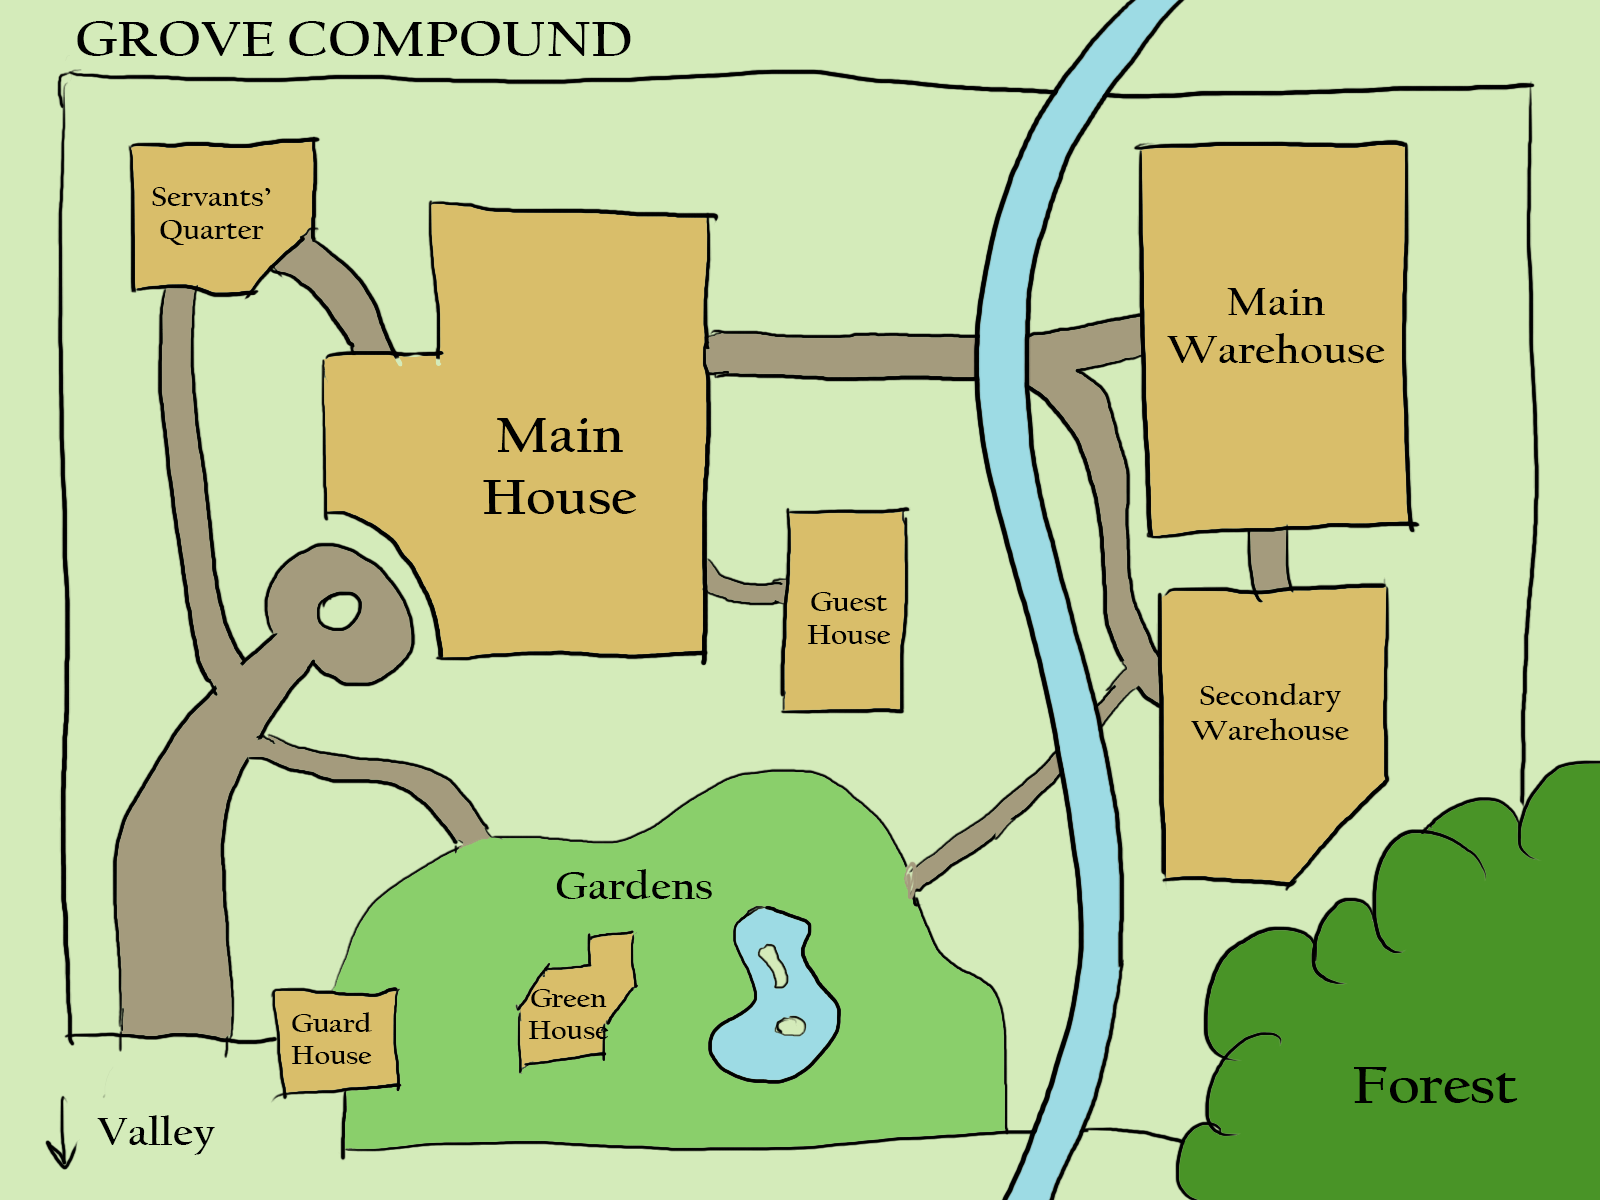 GROVE COMPOUND
Servants’
Quarter
Main
House
Main
Warehouse
Guest
House
Secondary
Warehouse
Gardens
Green
House
Guard
House
Forest
Valley